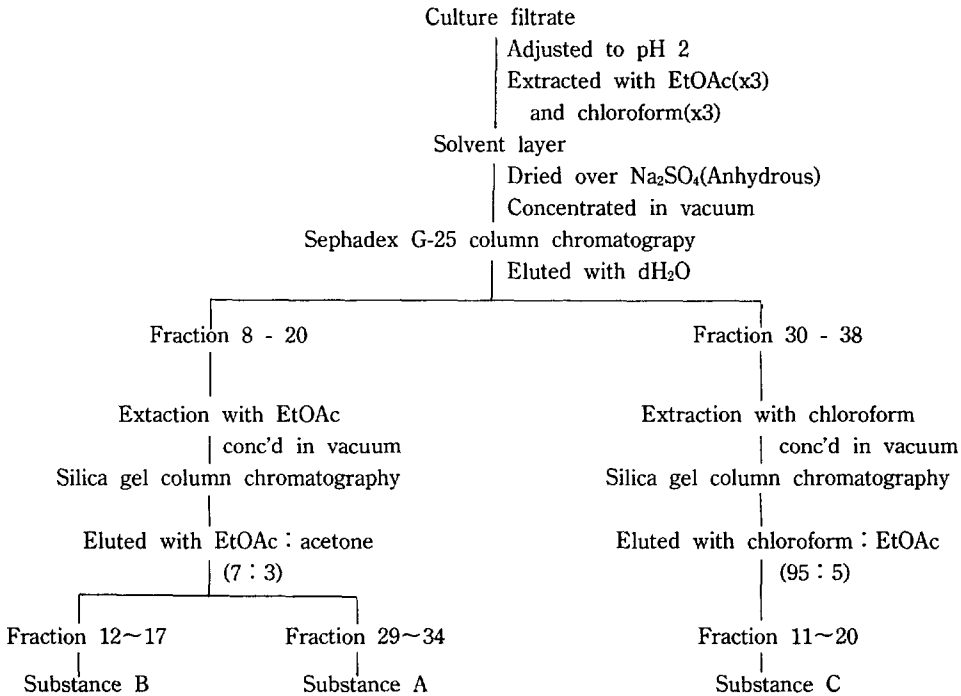 Culture filtrate
Adjusted to pH 2
Extracted with EtOAc(x3)
and chloroform(x3)
Solvent layer
Dried over Na₂SO₄(Anhydrous)
Concentrated in vacuum
Sephadex G-25 column chromatograpy
Eluted with dH₂O
Fraction 8 - 20
Fraction 30 - 38
Extaction with EtOAc
Extraction with chloroform
conc'd in vacuum
conc'd in vacuum
Silica gel column chromatography
Silica gel column chromatography
Eluted with EtOAc : acetone
Eluted with chloroform : EtOAc
(7 : 3)
(95 : 5)
Fraction 12~17
Fraction 29~34
Fraction 11~20
Substance B
Substance A
Substance C